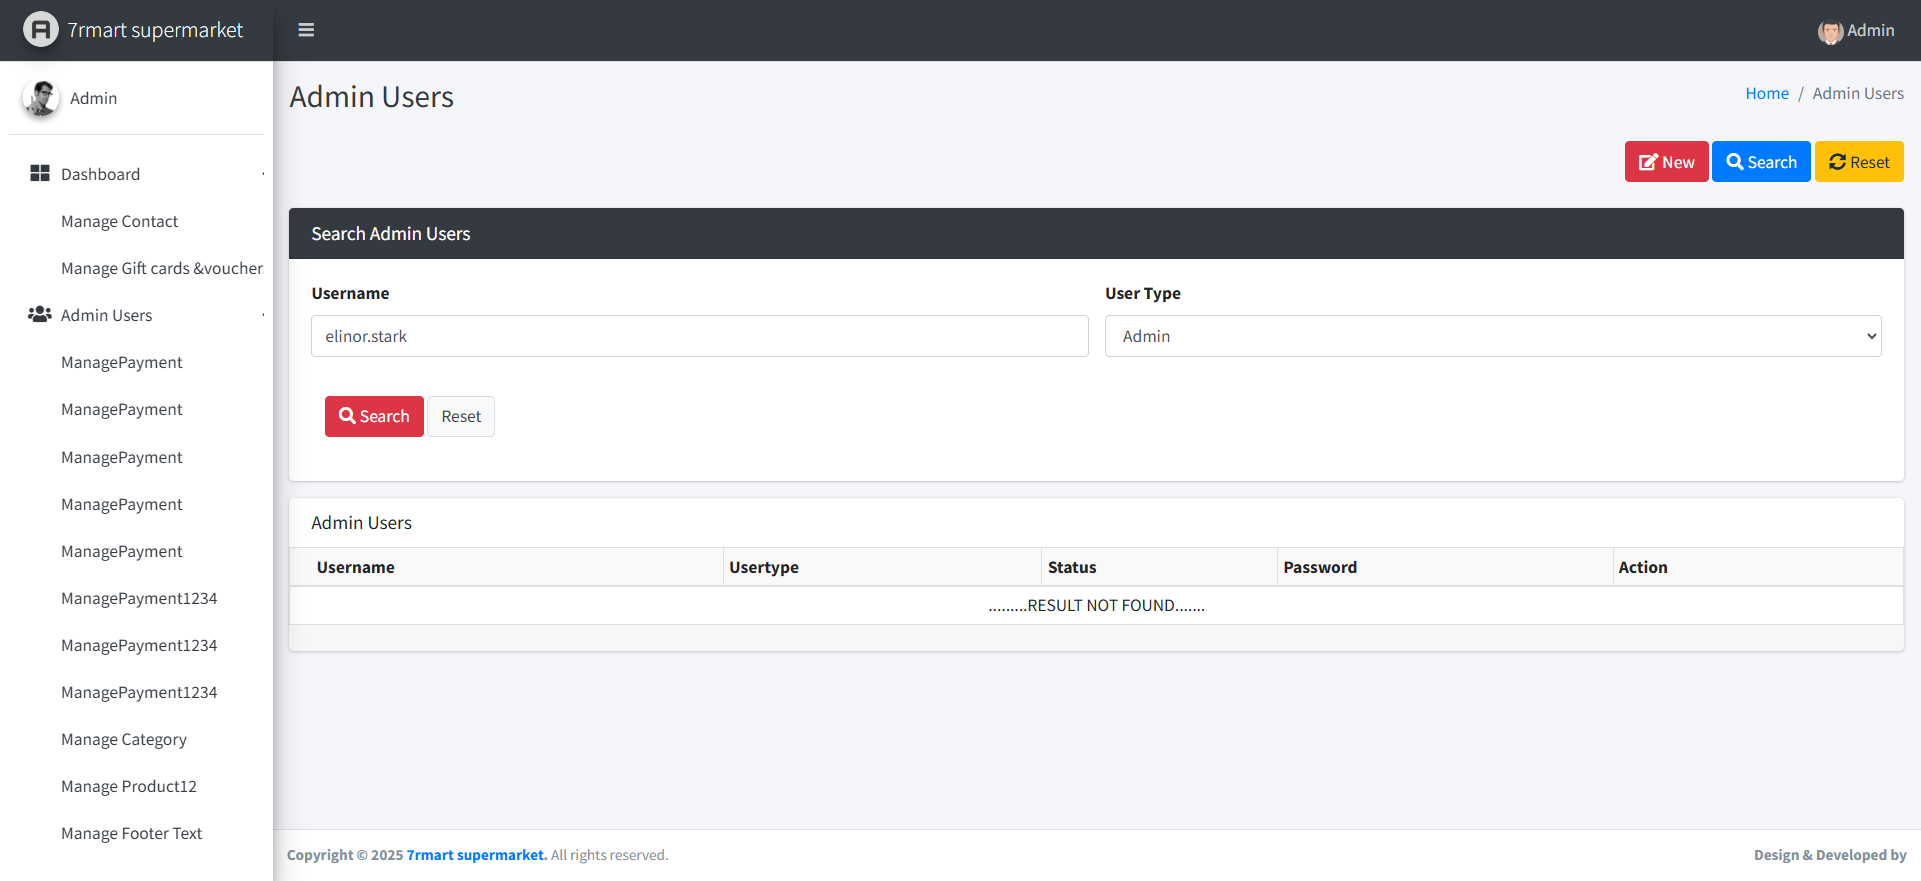 7rmart supermarket
Admin
Admin
Dashboard
Manage Contact
Manage Gift cards &voucher
Admin Users
ManagePayment
ManagePayment
ManagePayment
ManagePayment
ManagePayment
ManagePayment1234
ManagePayment1234
ManagePayment1234
Manage Category
Manage Product12
Manage Footer Text
Admin Users
Home / Admin Users
New Search Reset
Search Admin Users
Username User Type
elinor.stark Admin
Search Reset
Admin Users
Username Usertype Status Password Action
.........RESULT NOT FOUND.......
Copyright © 2025 7rmart supermarket. All rights reserved.
Design & Developed by